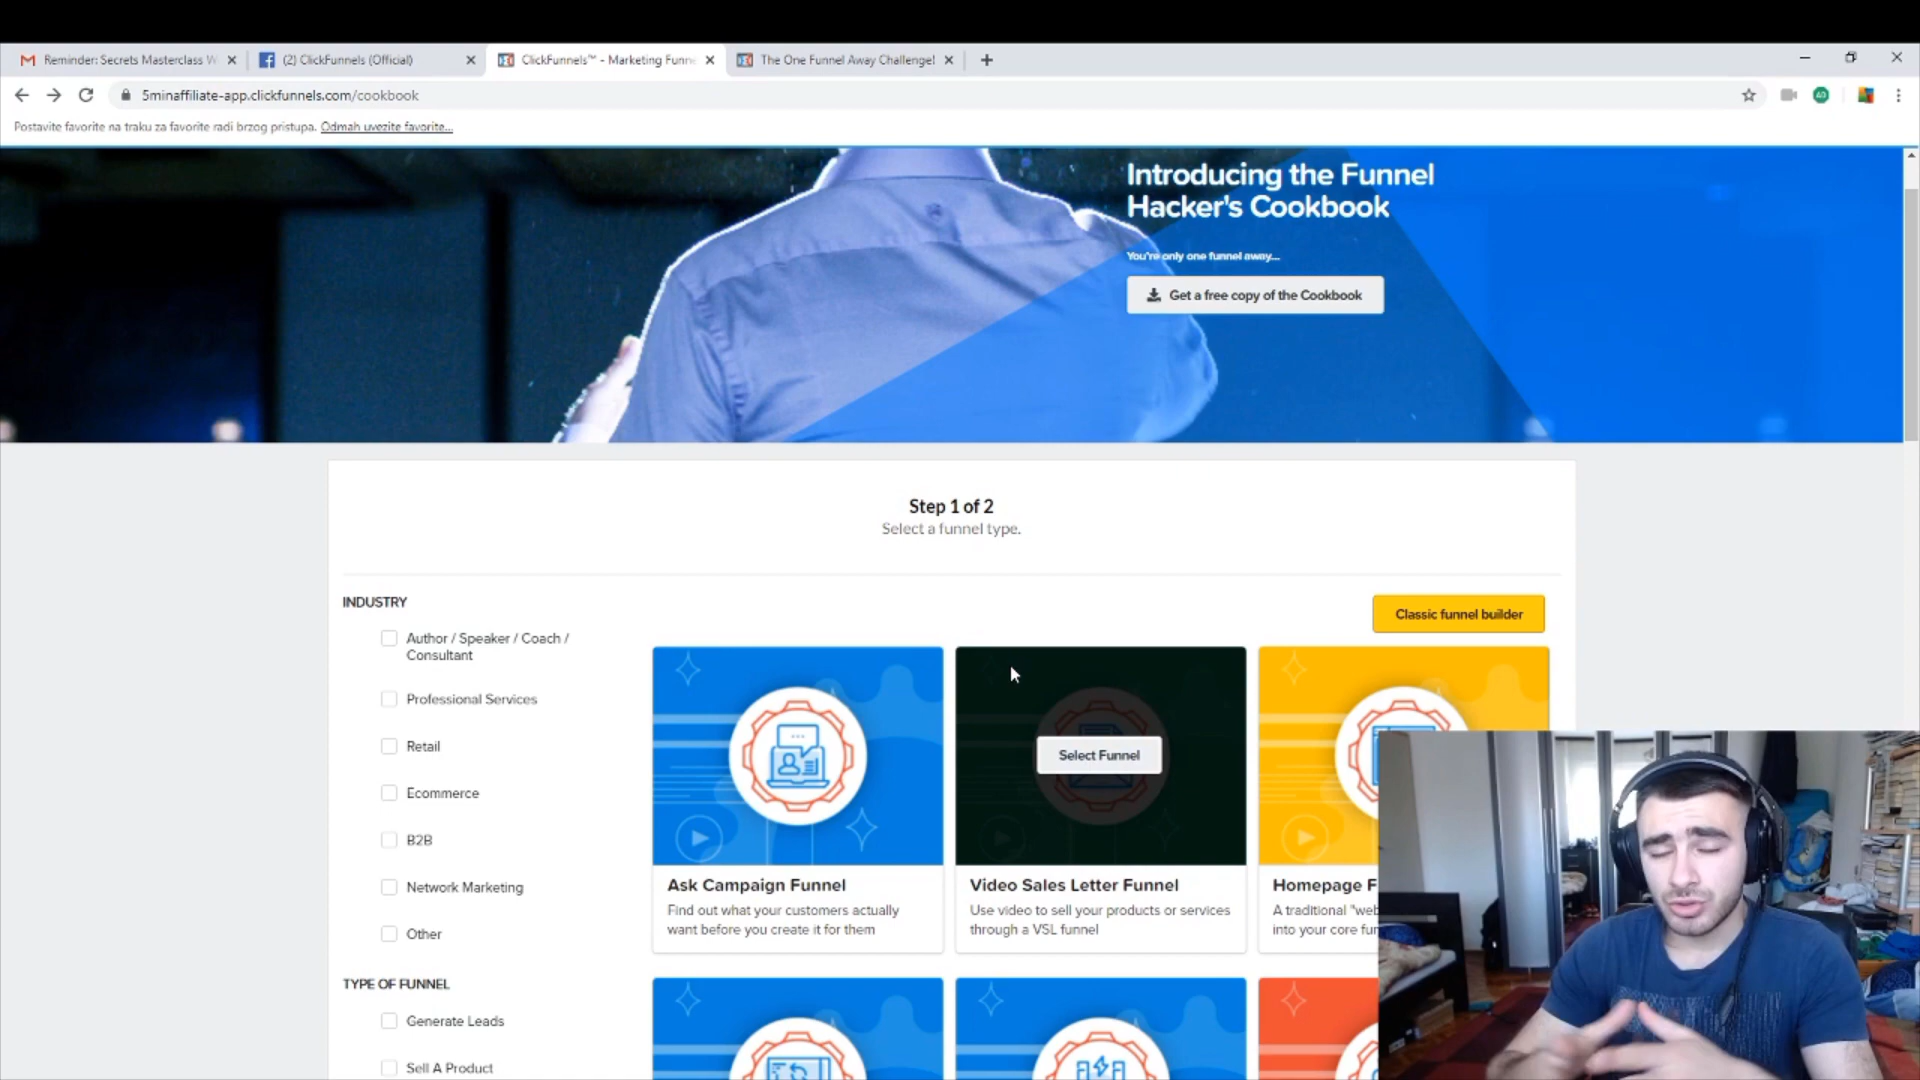 Reminder: Secrets Masterclass W
(2) ClickFunnels (Official)
ClickFunnels™ - Marketing Funn
The One Funnel Away Challenge!
5minaffiliate-app.clickfunnels.com/cookbook
Postavite favorite na traku za favorite radi brzog pristupa. Odmah uvezite favorite...
Introducing the Funnel
Hacker's Cookbook
You're only one funnel away...
Get a free copy of the Cookbook
Step 1 of 2
Select a funnel type.
INDUSTRY
Classic funnel builder
Author / Speaker / Coach /
Consultant
Professional Services
Retail
Ecommerce
B2B
Network Marketing
Other
TYPE OF FUNNEL
Generate Leads
Sell A Product
Select Funnel
Ask Campaign Funnel
Find out what your customers actually
want before you create it for them
Video Sales Letter Funnel
Use video to sell your products or services
through a VSL funnel
Homepage F
A traditional "web
into your core fun